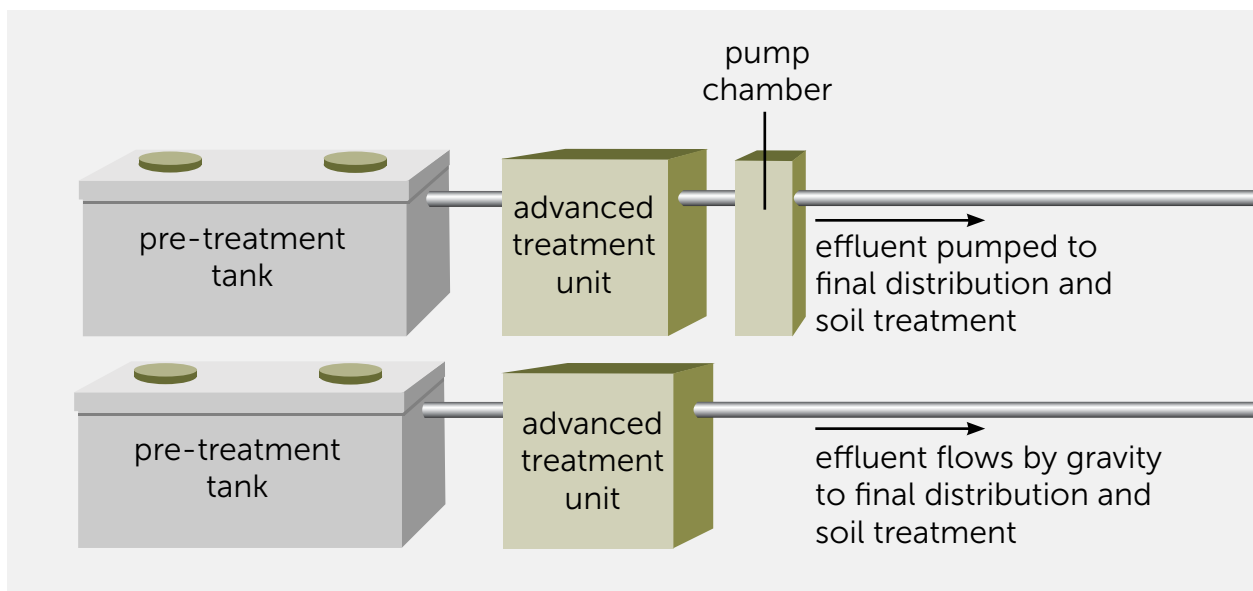 pump
chamber
pre-treatment
tank
advanced
treatment
unit
effluent pumped to
final distribution and
soil treatment
pre-treatment
tank
advanced
treatment
unit
effluent flows by gravity
to final distribution and
soil treatment